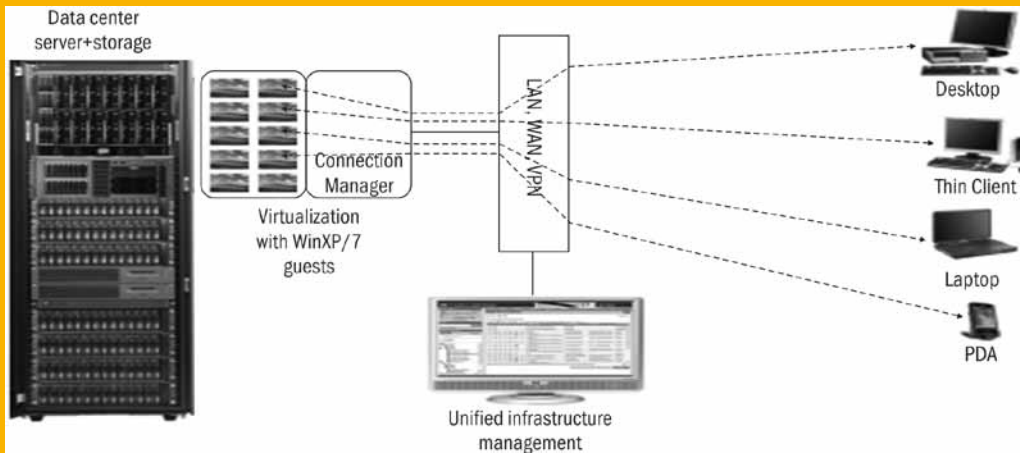 Data center
server+storage
Connection
Manager
Virtualization
with WinXP/7
guests
LAN, WAN, VPN
Unified infrastructure
management
Desktop
Thin Client
Laptop
PDA